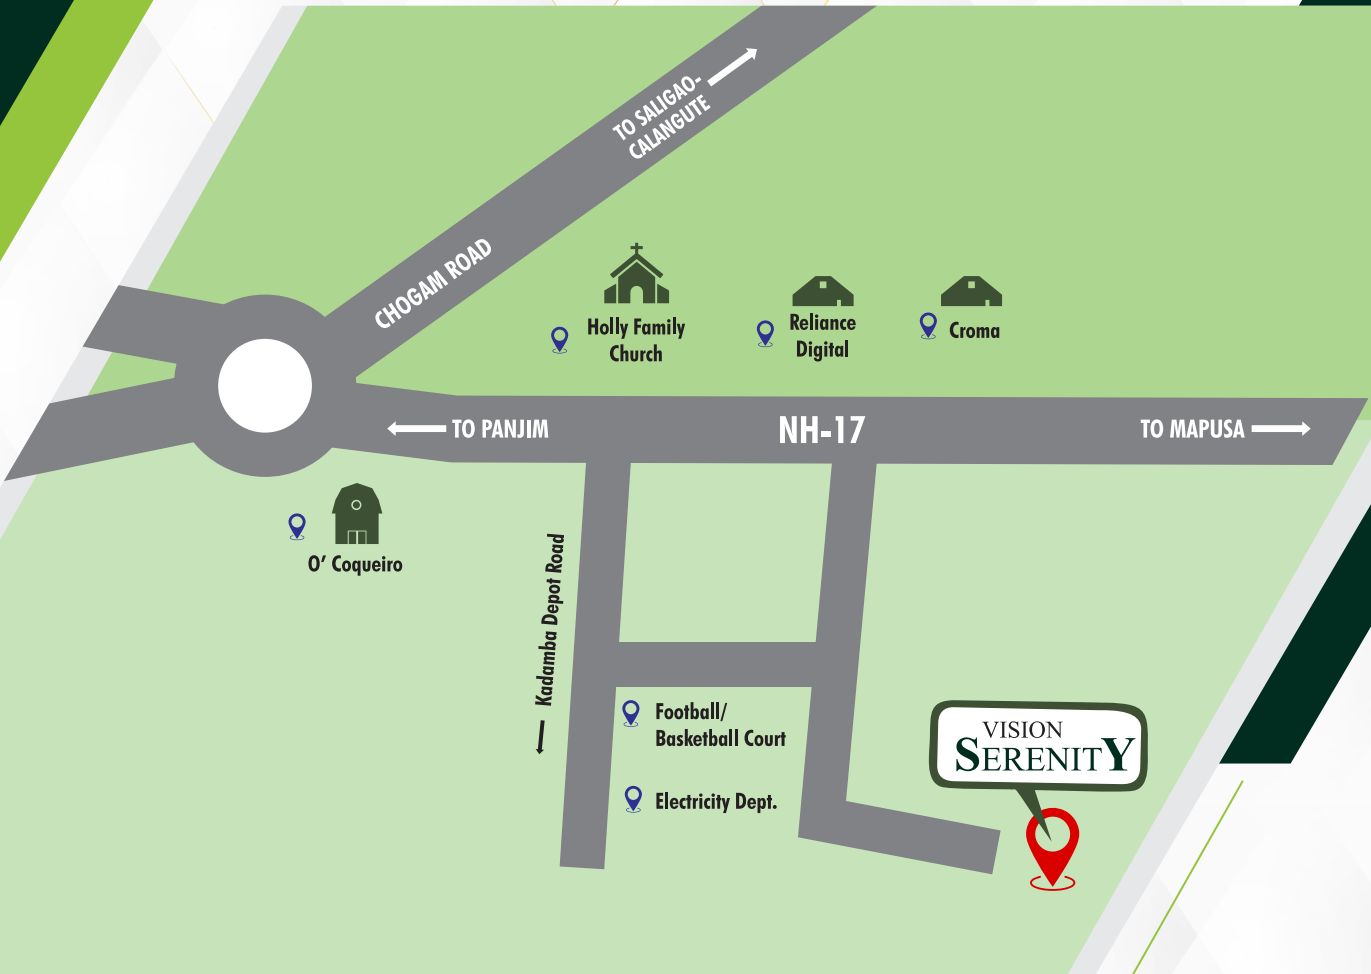 TO SALIGAO-
CALANGUTE
CHOGAM ROAD
Holly Family
Church
Reliance
Digital
Croma
TO PANJIM
NH-17
TO MAPUSA
O' Coqueiro
Kadamba Depot Road
Football/
Basketball Court
Electricity Dept.
VISION
SERENITY